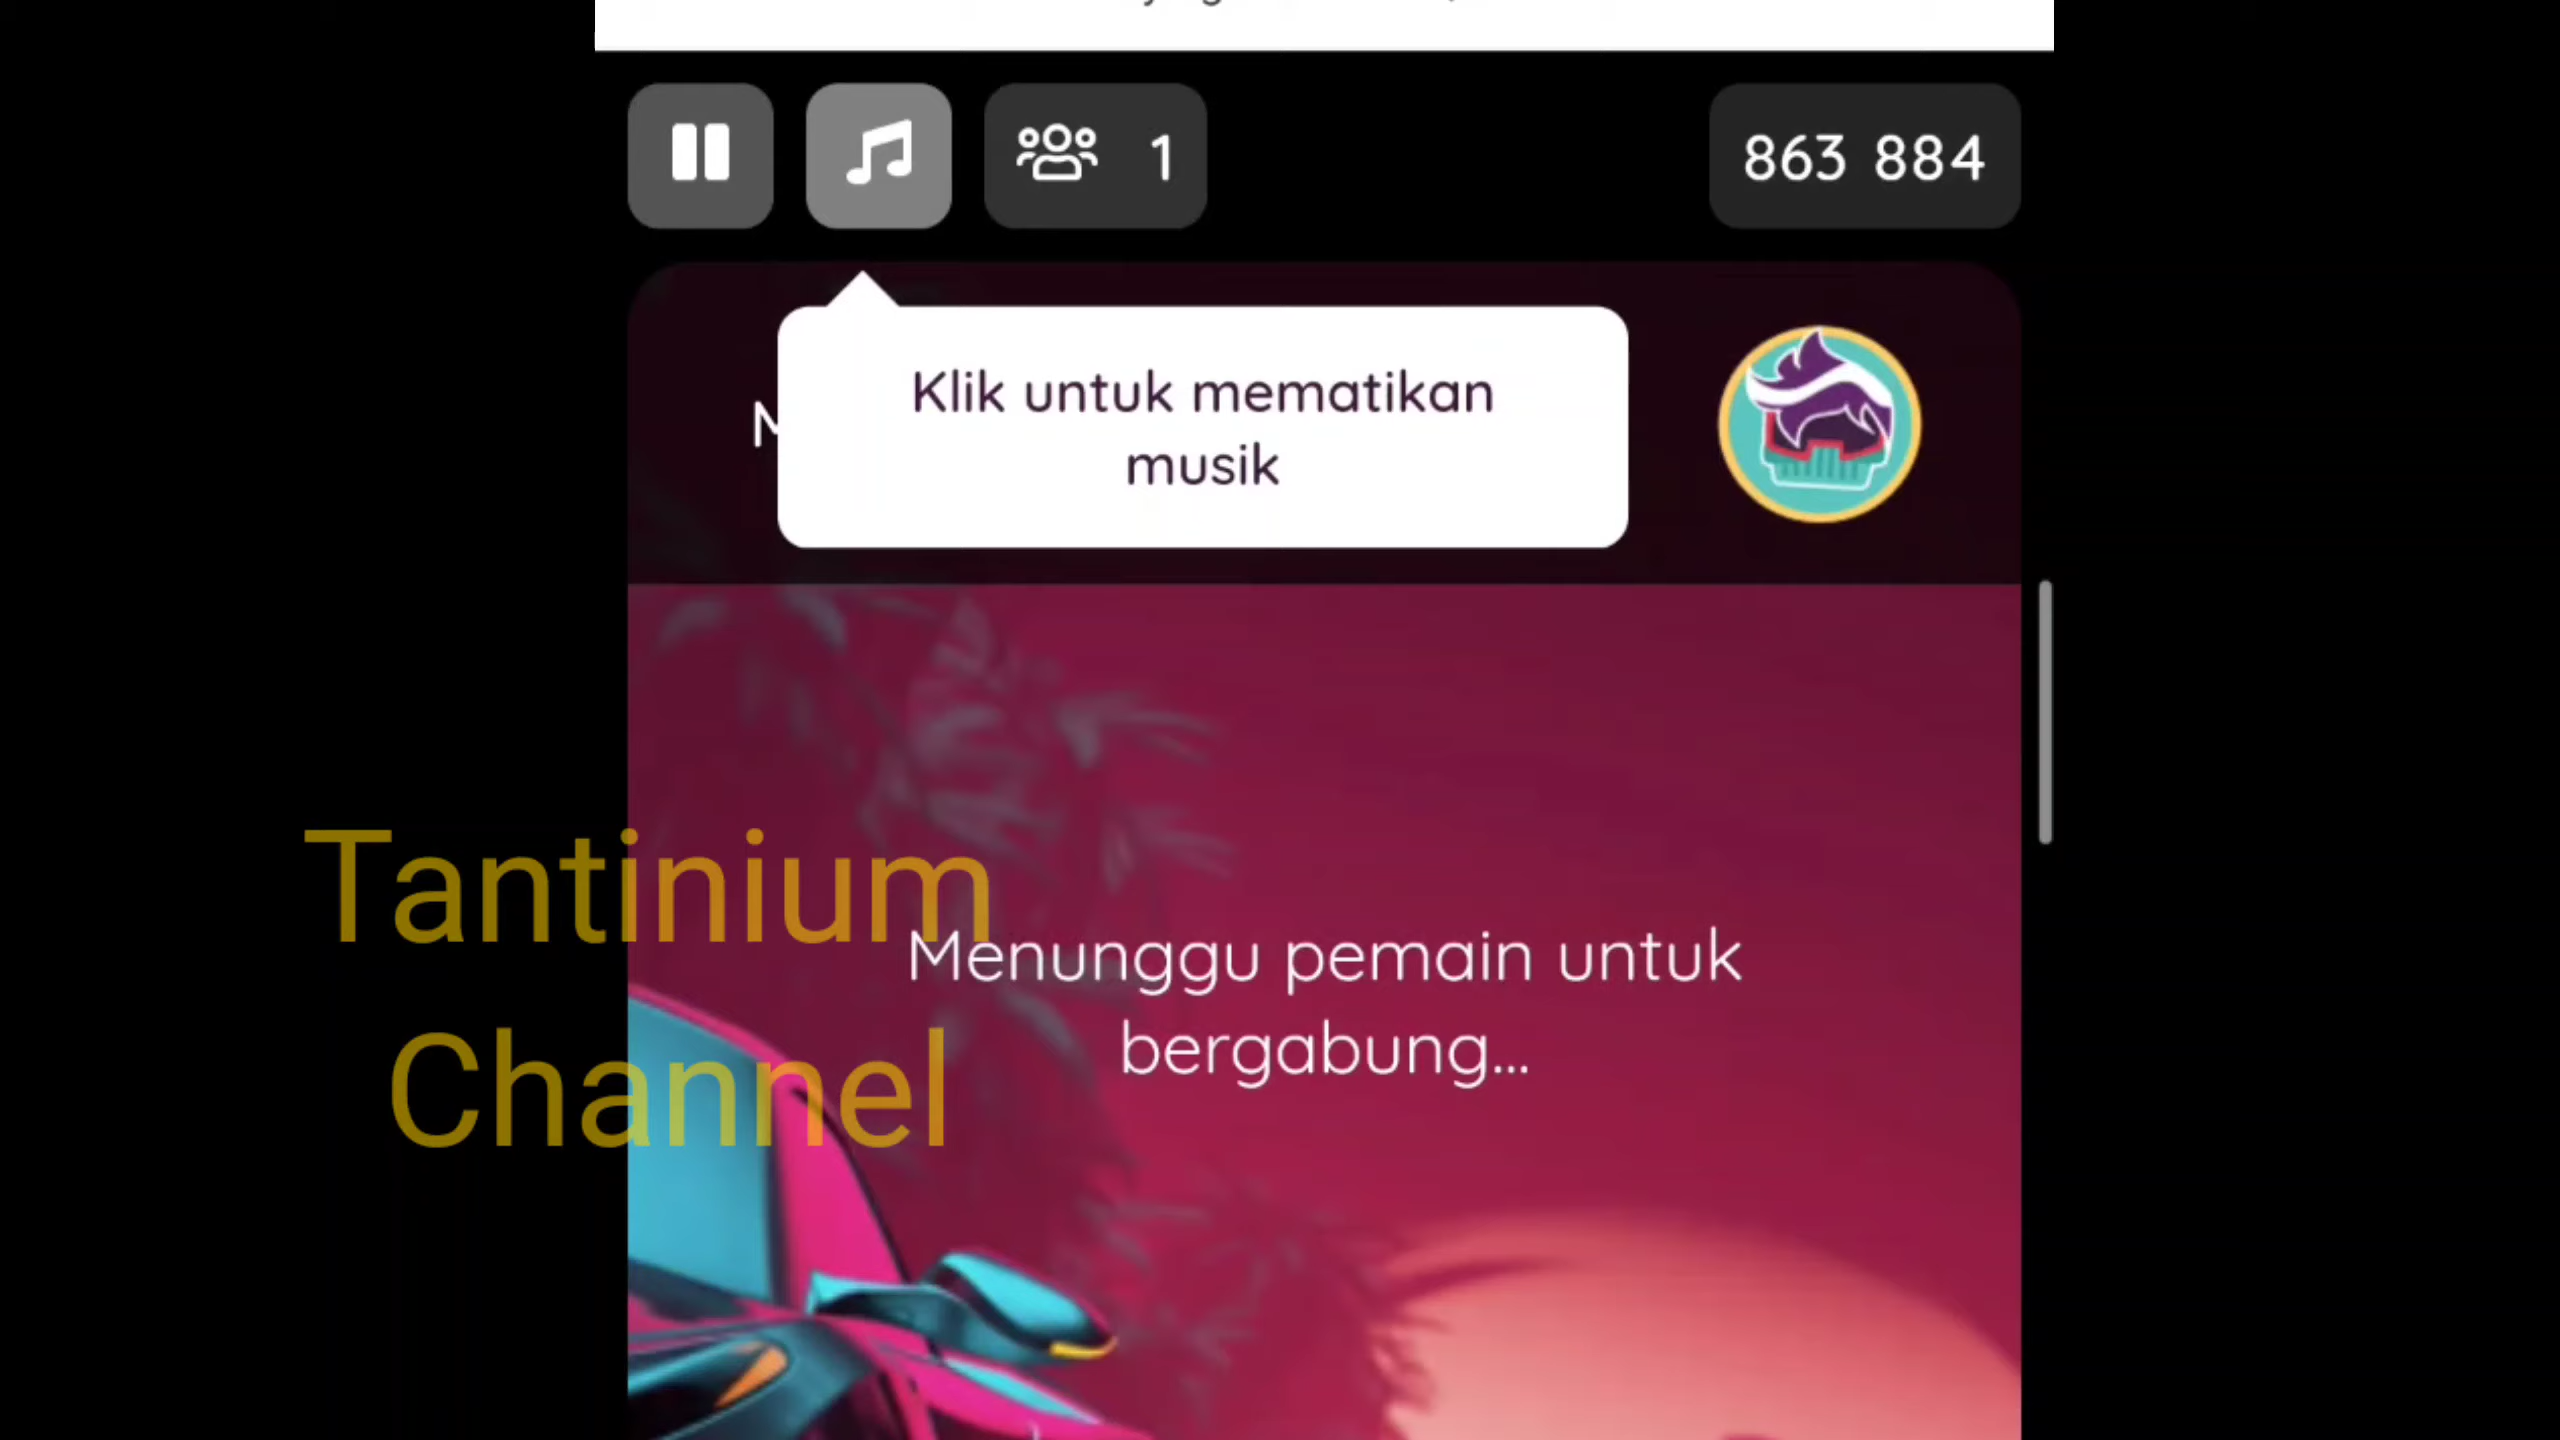 1
863 884
Klik untuk mematikan
musik
Tantinium
Menunggu pemain untuk
bergabung...
Channel